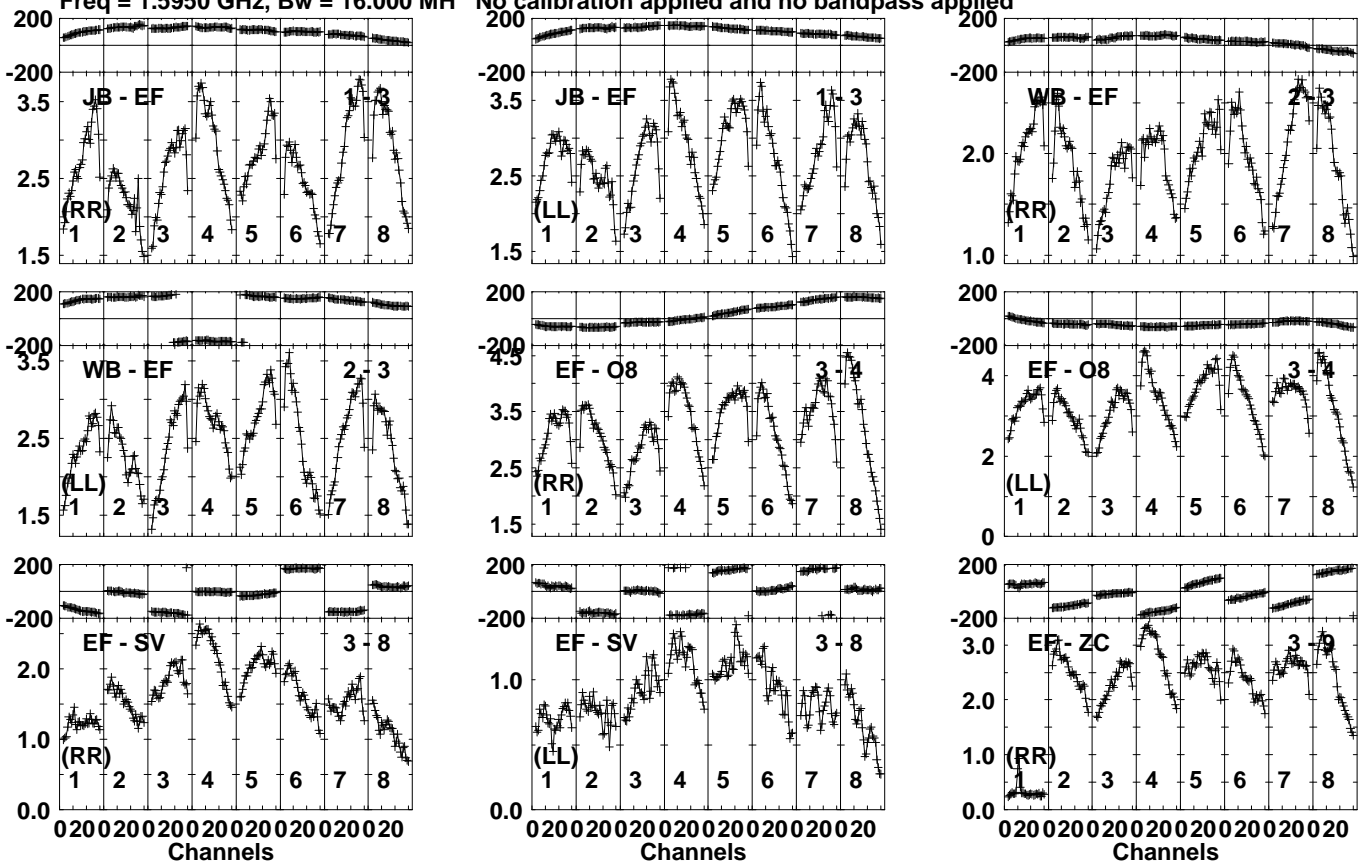 Freq = 1.5950 GHz, Bw = 16.000 MH No calibration applied and no bandpass applied
200
-200
JB - EF 1 - 3
3.5
2.5
1.5
(RR)
1 2 3 4 5 6 7 8
200
-200
JB - EF 1 - 3
3.5
2.5
1.5
(LL)
1 2 3 4 5 6 7 8
200
-200
WB - EF 2 - 3
2.0
1.0
(RR)
1 2 3 4 5 6 7 8
200
-200
WB - EF 2 - 3
3.5
2.5
1.5
(LL)
1 2 3 4 5 6 7 8
200
-200
EF - O8 3 - 4
4.5
3.5
2.5
1.5
(RR)
1 2 3 4 5 6 7 8
200
-200
EF - O8 3 - 4
4
2
0
(LL)
1 2 3 4 5 6 7 8
200
-200
EF - SV 3 - 8
2.0
1.0
0.0
(RR)
1 2 3 4 5 6 7 8
0 20 0 20 0 20 0 20 0 20 0 20 0 20 0 20
Channels
200
-200
EF - SV 3 - 8
1.0
0.0
(LL)
1 2 3 4 5 6 7 8
0 20 0 20 0 20 0 20 0 20 0 20 0 20 0 20
Channels
200
-200
EF - ZC 3 - 9
3.0
2.0
1.0
0.0
(RR)
1 2 3 4 5 6 7 8
0 20 0 20 0 20 0 20 0 20 0 20 0 20 0 20
Channels